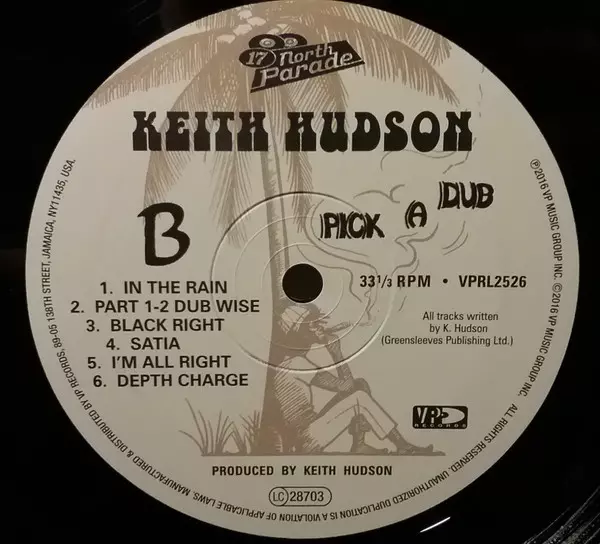 17 North
Parade
KEITH HUDSON
B
PICK A DUB
1. IN THE RAIN
2. PART 1-2 DUB WISE
3. BLACK RIGHT
4. SATIA
5. I'M ALL RIGHT
6. DEPTH CHARGE
33 1/3 RPM • VPRL2526
All tracks written
by K. Hudson
(Greensleeves Publishing Ltd.)
VP
RECORDS
PRODUCED BY KEITH HUDSON
LC 28703
℗2016 VP MUSIC GROUP INC. ©2016 VP MUSIC GROUP INC. ALL RIGHTS RESERVED. UNAUTHORIZED DUPLICATION IS A VIOLATION OF APPLICABLE LAWS. MANUFACTURED & DISTRIBUTED BY VP RECORDS, 89-05 138TH STREET, JAMAICA, NY11435, USA.